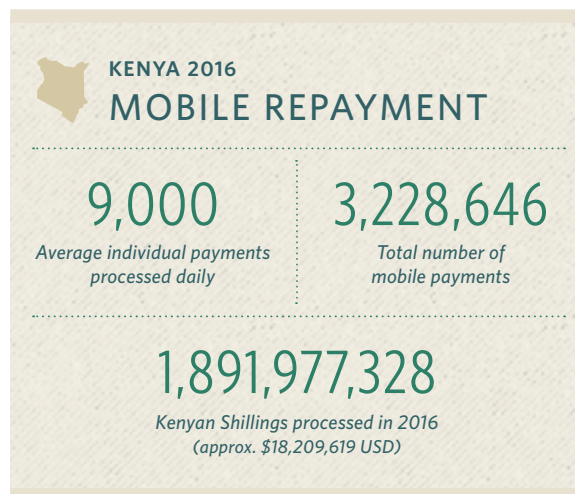 KENYA 2016
MOBILE REPAYMENT
9,000
Average individual payments
processed daily
3,228,646
Total number of
mobile payments
1,891,977,328
Kenyan Shillings processed in 2016
(approx. $18,209,619 USD)